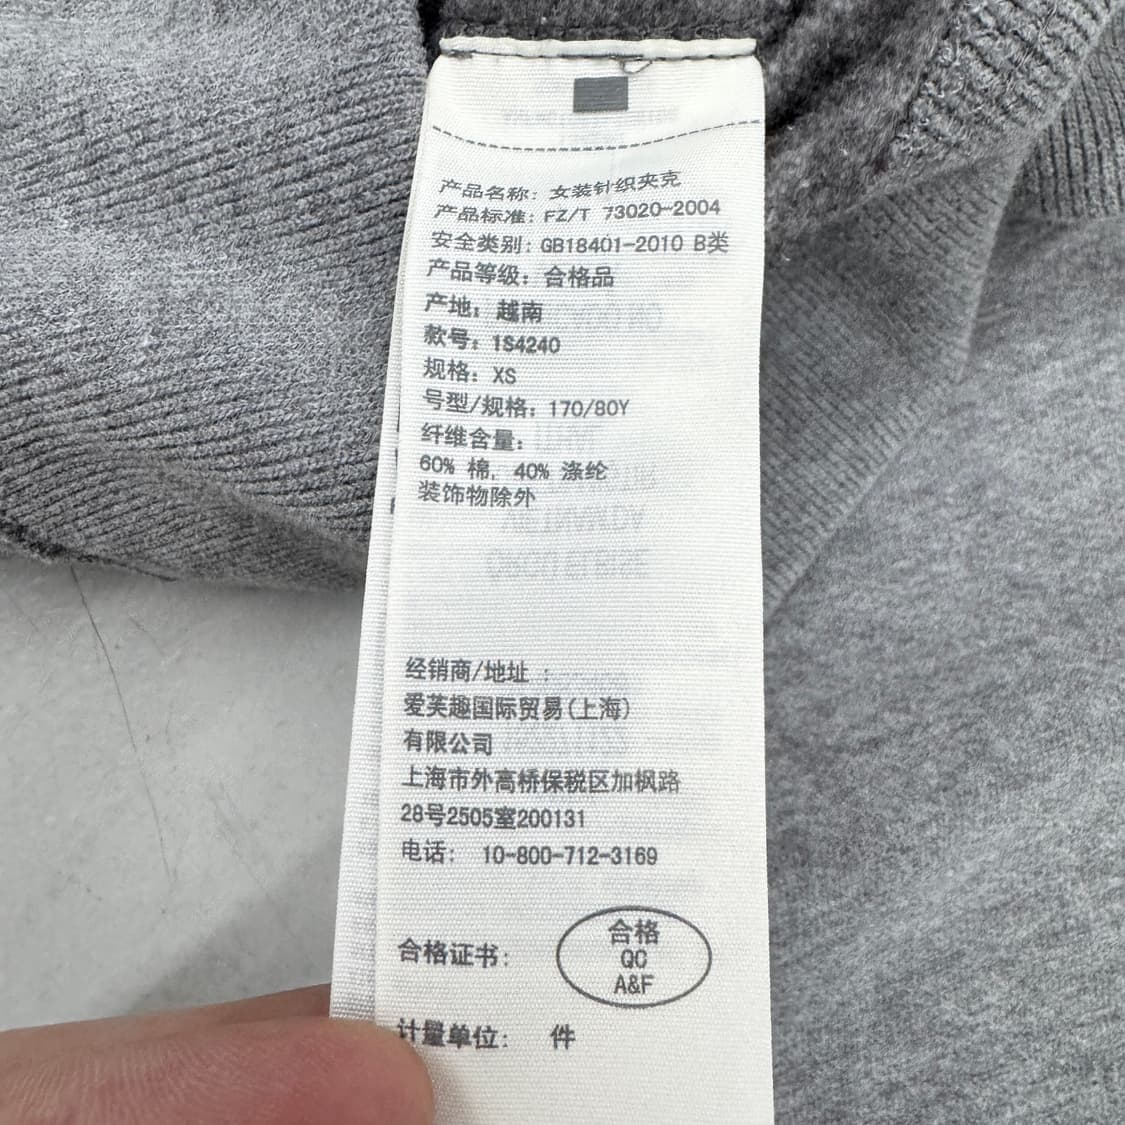 产品名称: 女装针织夹克
产品标准: FZ/T 73020-2004
安全类别: GB18401-2010 B类
产品等级: 合格品
产地: 越南
款号: 1S4240
规格: XS
号型/规格: 170/80Y
纤维含量:
60% 棉, 40% 涤纶
装饰物除外
经销商/地址 :
爱芙趣国际贸易(上海)
有限公司
上海市外高桥保税区加枫路
28号2505室200131
电话: 10-800-712-3169
合格
合格证书: QC
A&F
计量单位: 件